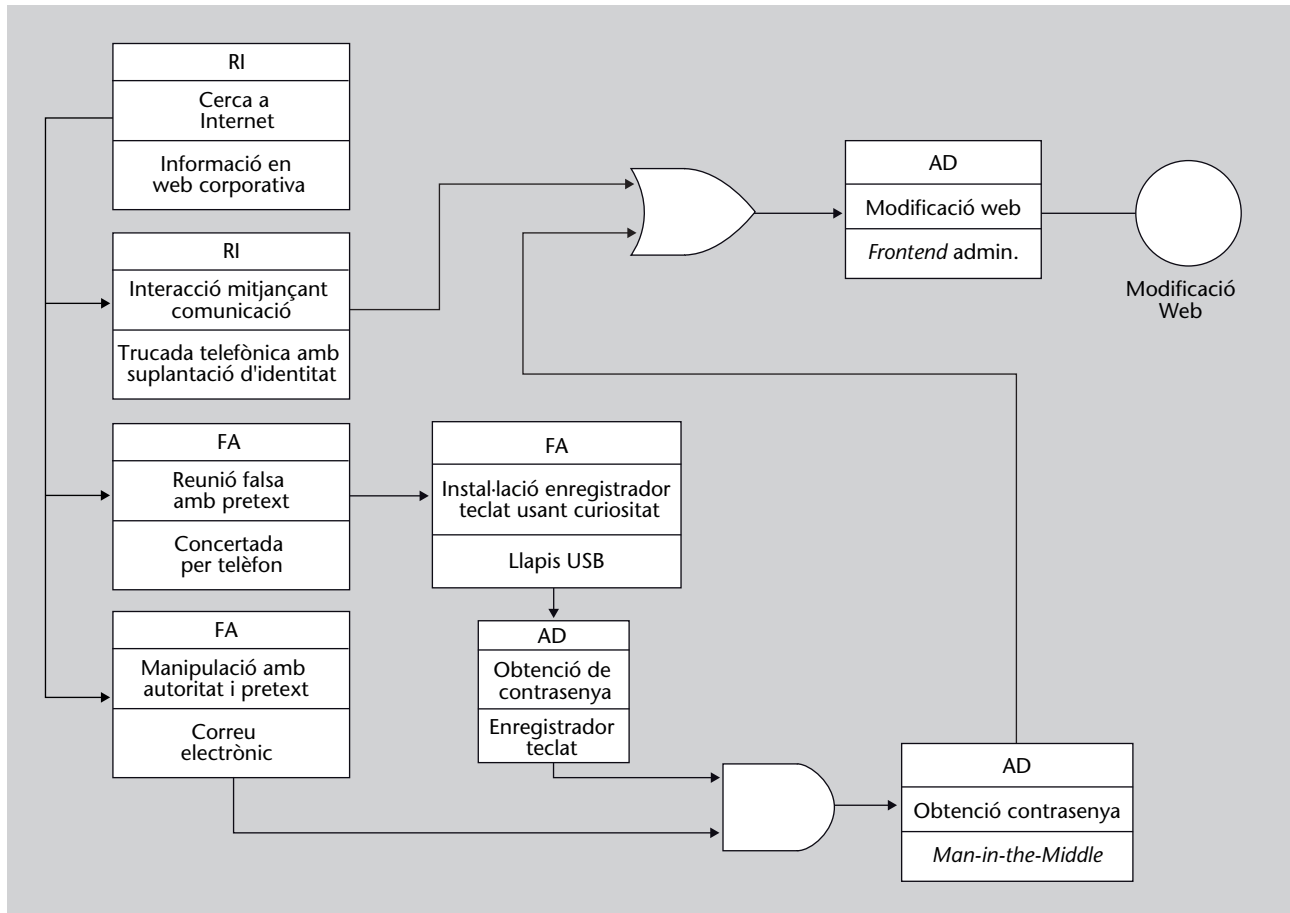 RI
Cerca a
Internet
Informació en
web corporativa
RI
Interacció mitjançant
comunicació
Trucada telefònica amb
suplantació d'identitat
FA
Reunió falsa
amb pretext
Concertada
per telèfon
FA
Manipulació amb
autoritat i pretext
Correu
electrònic
FA
Instal·lació enregistrador
teclat usant curiositat
Llapis USB
AD
Obtenció de
contrasenya
Enregistrador
teclat
AD
Obtenció contrasenya
Man-in-the-Middle
AD
Modificació web
Frontend admin.
Modificació
Web